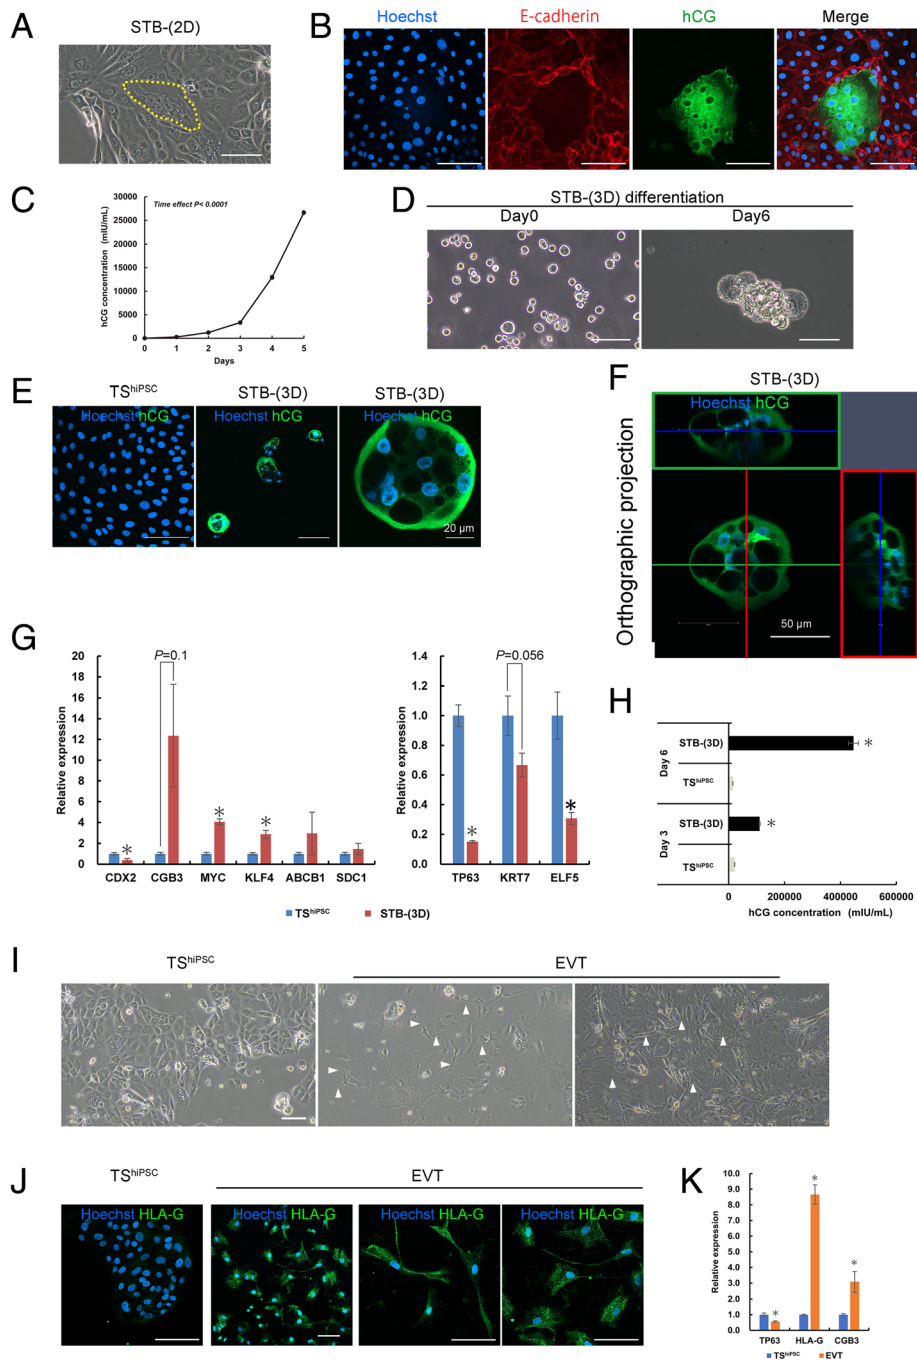 A
STB-(2D)
B
Hoechst
E-cadherin
hCG
Merge
C
Time effect P< 0.0001
hCG concentration (mIU/mL)
30000
25000
20000
15000
10000
5000
0
0 1 2 3 4 5
Days
D
STB-(3D) differentiation
Day0
Day6
E
TShiPSC
STB-(3D)
STB-(3D)
Hoechst hCG
Hoechst hCG
Hoechst hCG
20 µm
F
STB-(3D)
Hoechst hCG
Orthographic projection
50 µm
G
Relative expression
20
18
16
14
12
10
8
6
4
2
0
P=0.1
*
*
*
CDX2 CGB3 MYC KLF4 ABCB1 SDC1
Relative expression
1.4
1.2
1.0
0.8
0.6
0.4
0.2
0.0
P=0.056
*
*
TP63 KRT7 ELF5
TShiPSC STB-(3D)
H
Day 6
STB-(3D)
*
TShiPSC
Day 3
STB-(3D)
*
TShiPSC
0 200000 400000 600000
hCG concentration (mIU/mL)
I
TShiPSC
EVT
J
TShiPSC
EVT
Hoechst HLA-G
Hoechst HLA-G
Hoechst HLA-G
Hoechst HLA-G
K
Relative expression
10.0
9.0
8.0
7.0
6.0
5.0
4.0
3.0
2.0
1.0
0.0
*
*
*
TP63 HLA-G CGB3
TShiPSC EVT